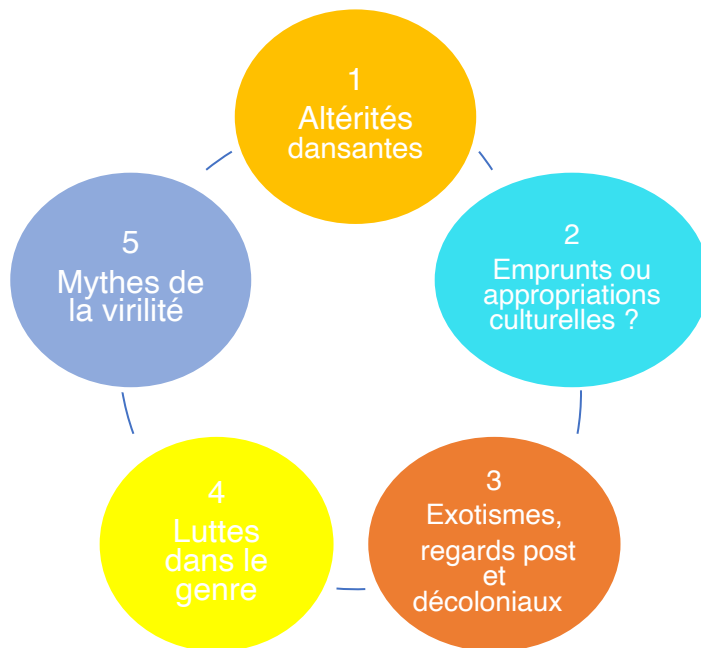 1
Altérités
dansantes
2
Emprunts ou
appropriations
culturelles ?
3
Exotismes,
regards post
et
décoloniaux
4
Luttes
dans le
genre
5
Mythes de
la virilité